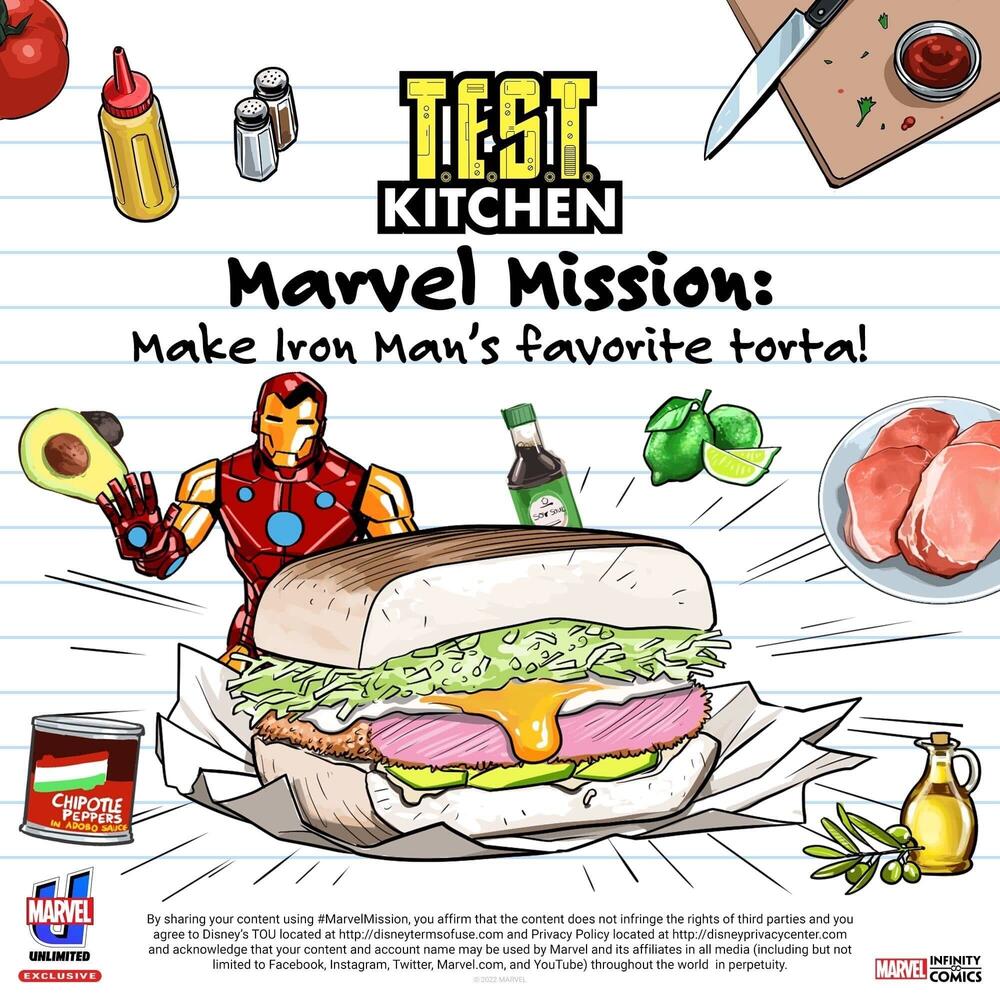 T.E.S.T.
KITCHEN
Marvel Mission:
Make Iron Man's favorite torta!
SOY SAUCE
CHIPOTLE
PEPPERS
IN ADOBO SAUCE
MARVEL
UNLIMITED
EXCLUSIVE
By sharing your content using #MarvelMission, you affirm that the content does not infringe the rights of third parties and you
agree to Disney's TOU located at http://disneytermsofuse.com and Privacy Policy located at http://disneyprivacycenter.com
and acknowledge that your content and account name may be used by Marvel and its affiliates in all media (including but not
limited to Facebook, Instagram, Twitter, Marvel.com, and YouTube) throughout the world in perpetuity.
© 2022 MARVEL
MARVEL INFINITY
COMICS